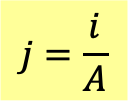 j = i/A